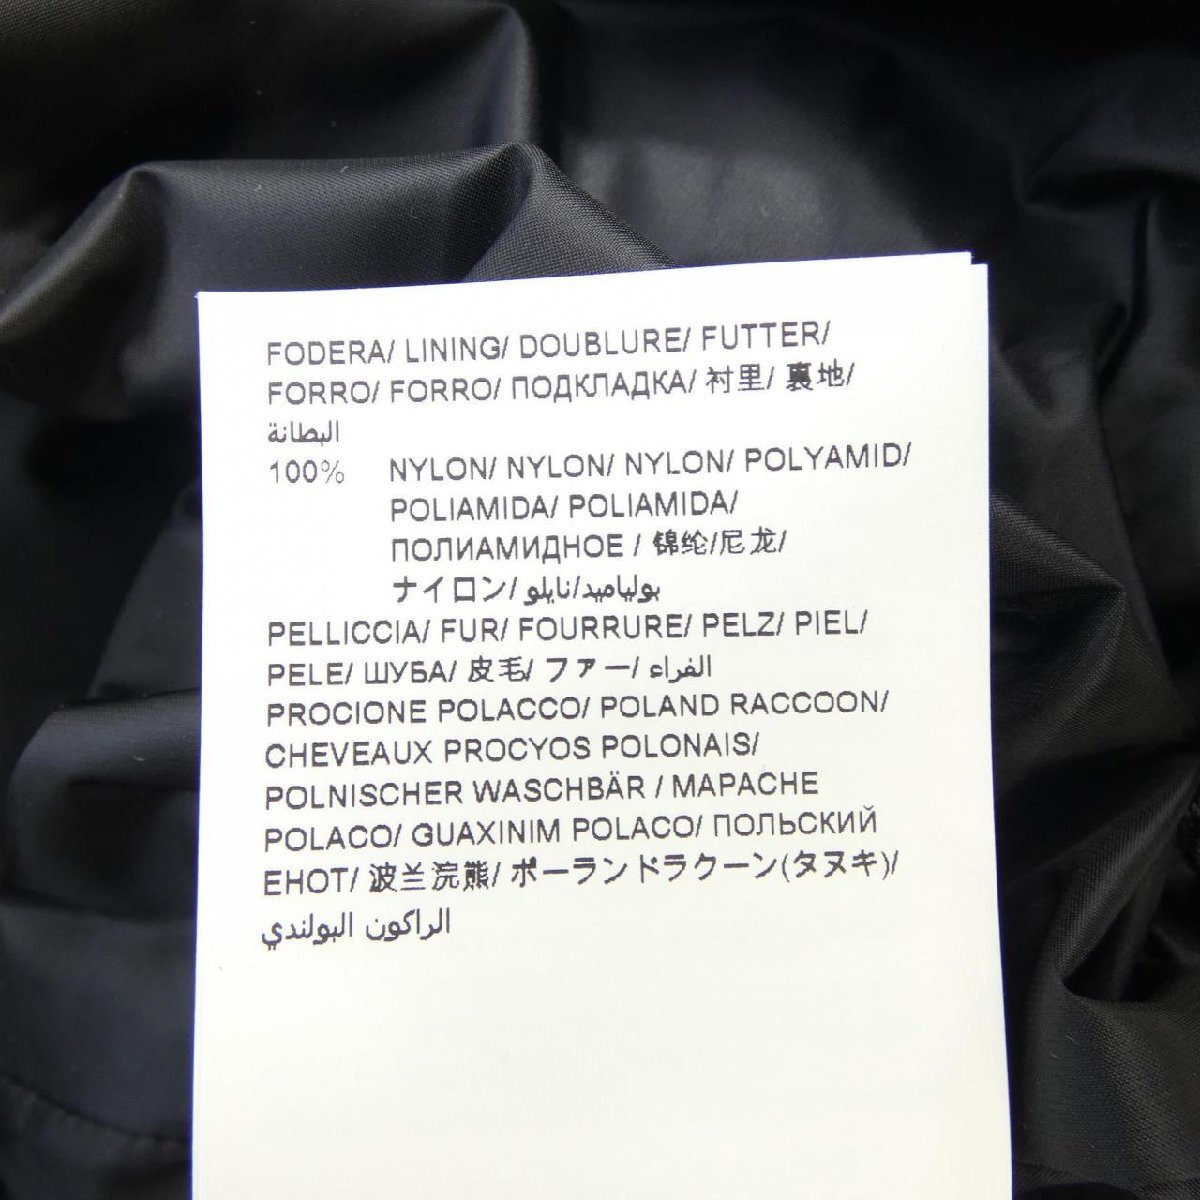 FODERA/ LINING/ DOUBLURE/ FUTTER/
FORRO/ FORRO/ ПОДКЛАДКА/ 衬里/ 裏地/
البطانة
100% NYLON/ NYLON/ NYLON/ POLYAMID/
POLIAMIDA/ POLIAMIDA/
ПОЛИАМИДНОЕ / 锦纶/尼龙/
ナイロン/ بولياميد/نايلو
PELLICCIA/ FUR/ FOURRURE/ PELZ/ PIEL/
PELE/ ШУБА/ 皮毛/ ファー/ الفراء
PROCIONE POLACCO/ POLAND RACCOON/
CHEVEAUX PROCYOS POLONAIS/
POLNISCHER WASCHBÄR / MAPACHE
POLACO/ GUAXINIM POLACO/ ПОЛЬСКИЙ
ЕНОТ/ 波兰浣熊/ ポーランドラクーン(タヌキ)/
الراكون البولندي